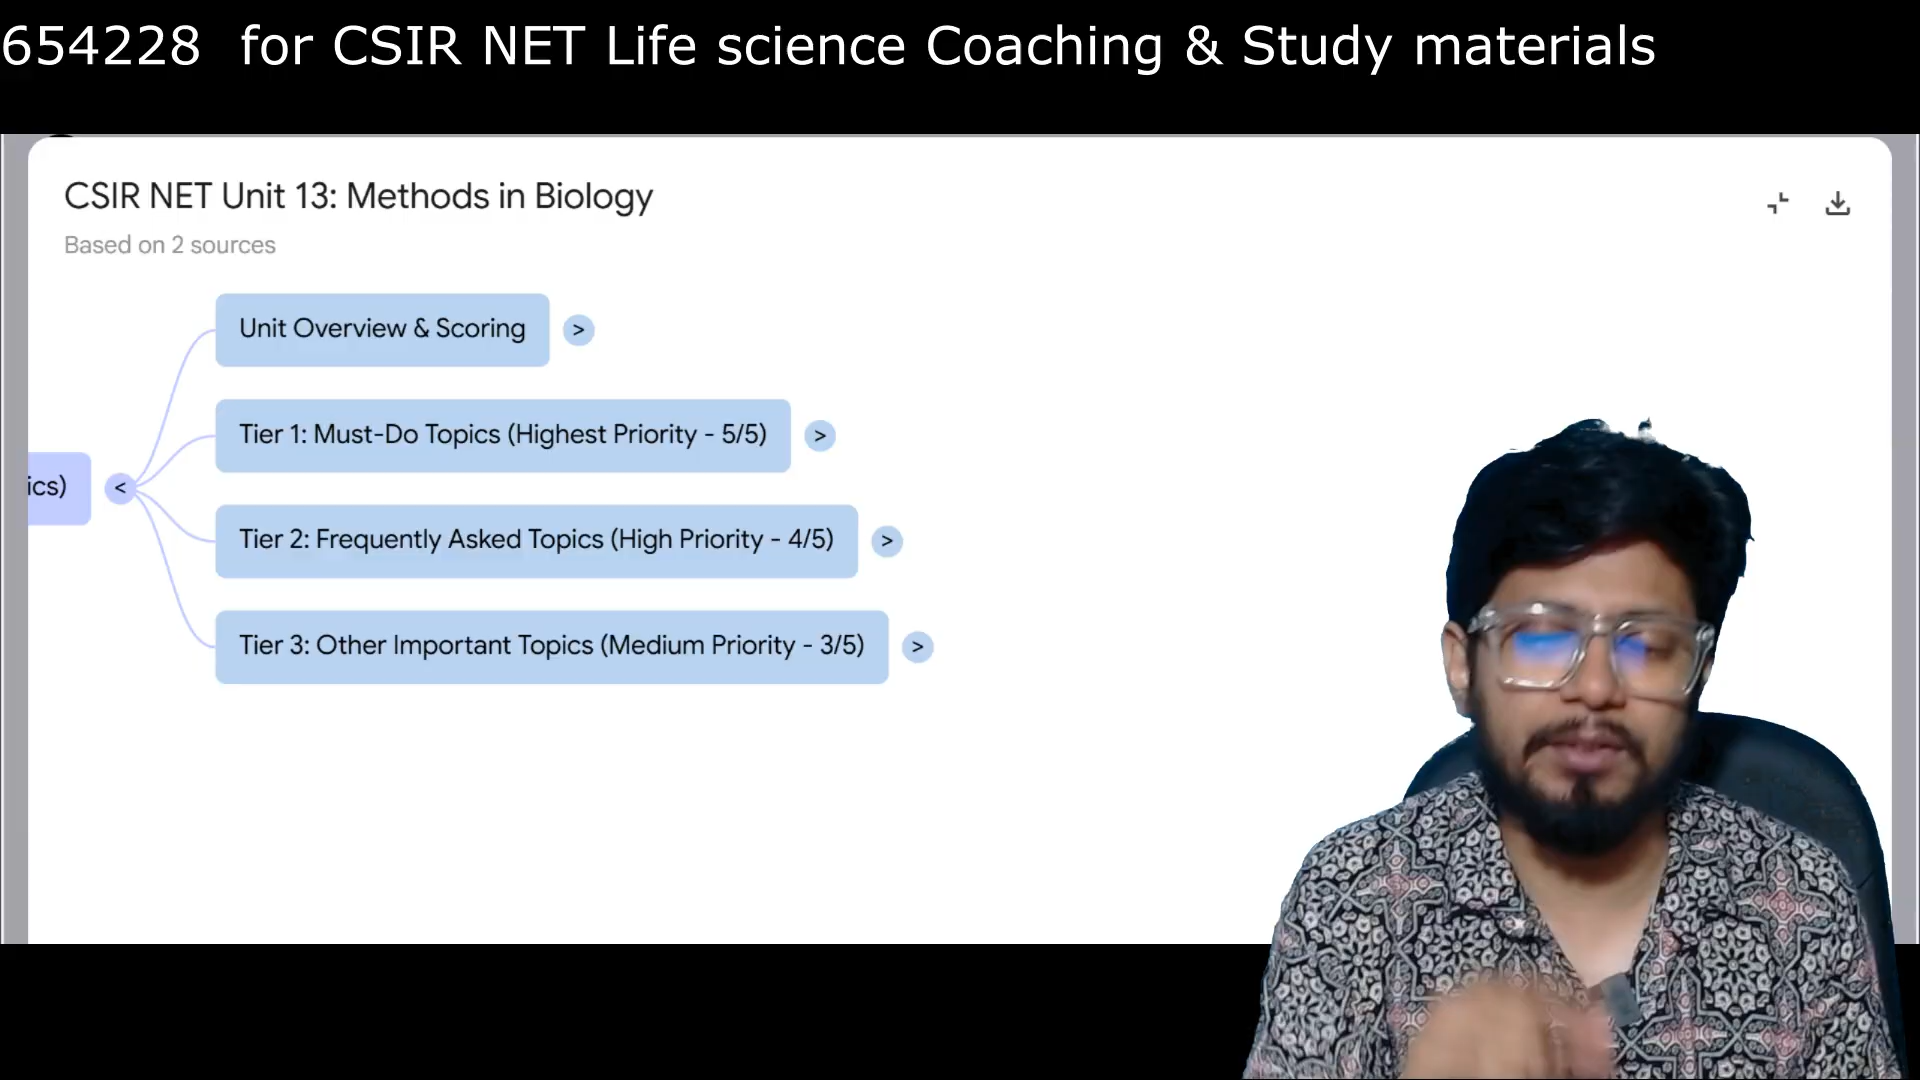 654228 for CSIR NET Life science Coaching & Study materials
CSIR NET Unit 13: Methods in Biology
Based on 2 sources
Unit Overview & Scoring >
Tier 1: Must-Do Topics (Highest Priority - 5/5) >
ics) <
Tier 2: Frequently Asked Topics (High Priority - 4/5) >
Tier 3: Other Important Topics (Medium Priority - 3/5) >